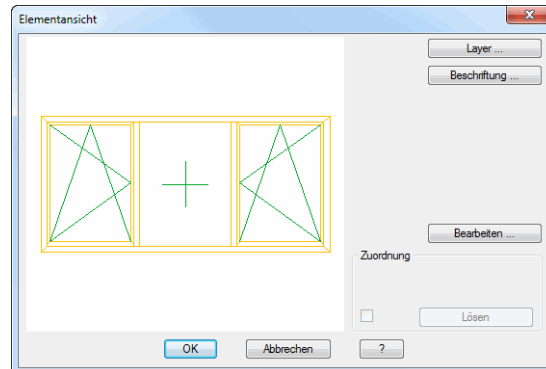 Elementansicht
Layer ...
Beschriftung ...
Bearbeiten ...
Zuordnung
Lösen
OK
Abbrechen
?